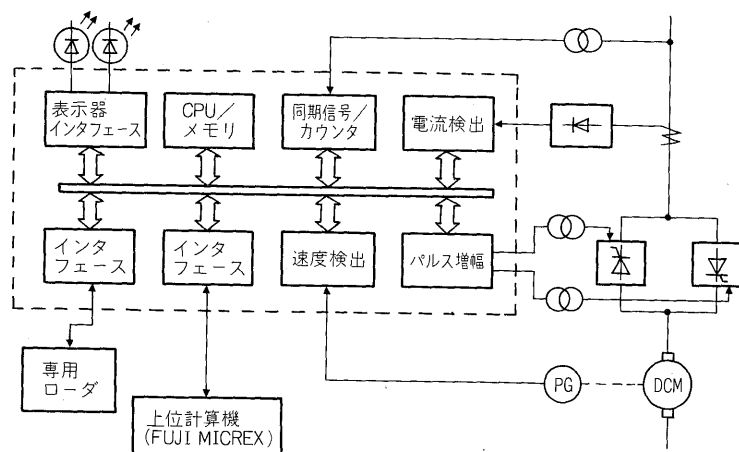 表示器
インタフェース
CPU/
メモリ
同期信号/
カウンタ
電流検出
インタ
フェース
インタ
フェース
速度検出
パルス増幅
専用
ローダ
上位計算機
(FUJI MICREX)
PG
DCM